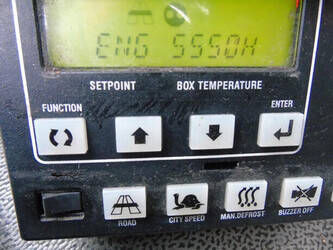 ENG 5550H
SETPOINT BOX TEMPERATURE
FUNCTION ENTER
ROAD CITY SPEED MAN.DEFROST BUZZER OFF